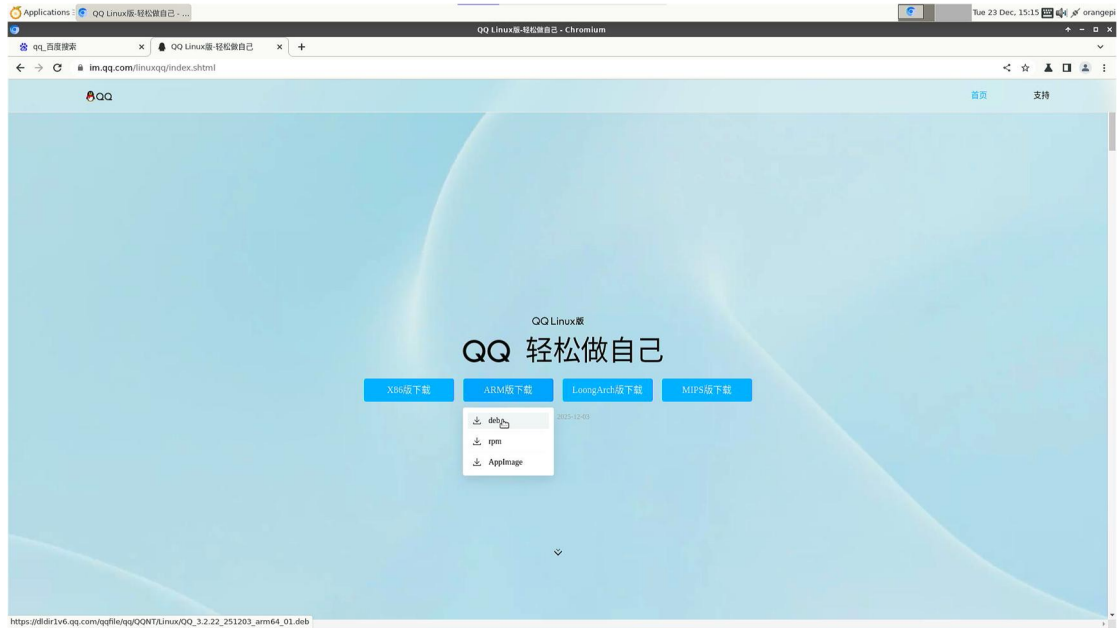 Applications
QQ Linux版-轻松做自己 - ...
Tue 23 Dec, 15:15
orangepi
QQ Linux版-轻松做自己 - Chromium
qq_百度搜索
QQ Linux版-轻松做自己
im.qq.com/linuxqq/index.shtml
QQ
首页
支持
QQ Linux版
QQ 轻松做自己
X86版下载
ARM版下载
LoongArch版下载
MIPS版下载
2025-12-03
deb
rpm
AppImage
https://dldir1v6.qq.com/qqfile/qq/QQNT/Linux/QQ_3.2.22_251203_arm64_01.deb